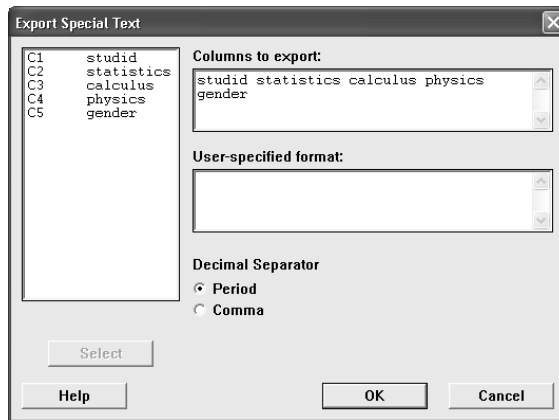 Export Special Text
C1 studid
C2 statistics
C3 calculus
C4 physics
C5 gender
Columns to export:
studid statistics calculus physics
gender
User-specified format:
Decimal Separator
Period
Comma
Select
Help
OK
Cancel